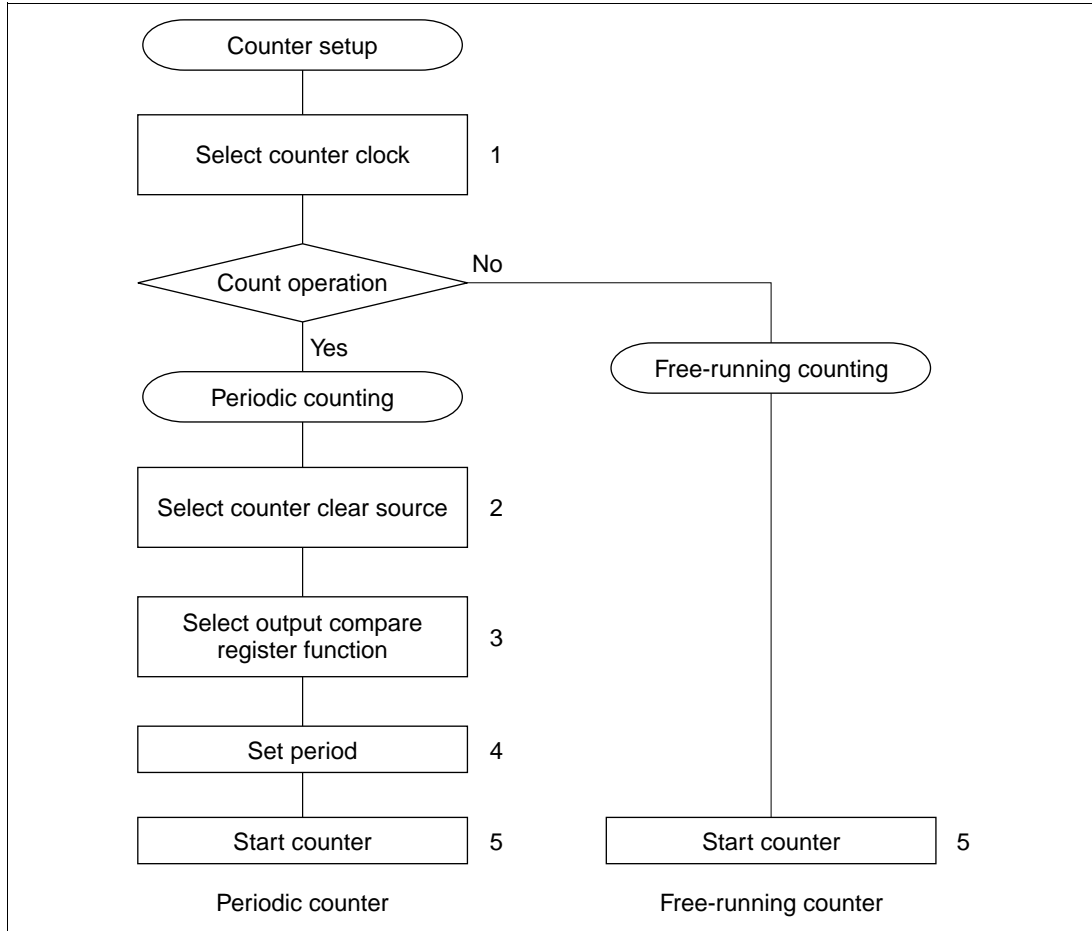 Counter setup
Select counter clock
1
Count operation
No
Yes
Free-running counting
Periodic counting
Select counter clear source
2
Select output compare
register function
3
Set period
4
Start counter
5
Start counter
5
Periodic counter
Free-running counter